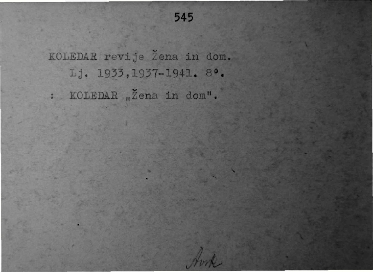 545
KOLEDAR revije Žena in dom.
Lj. 1933,1937-1941. 8°.
: KOLEDAR „Žena in dom".